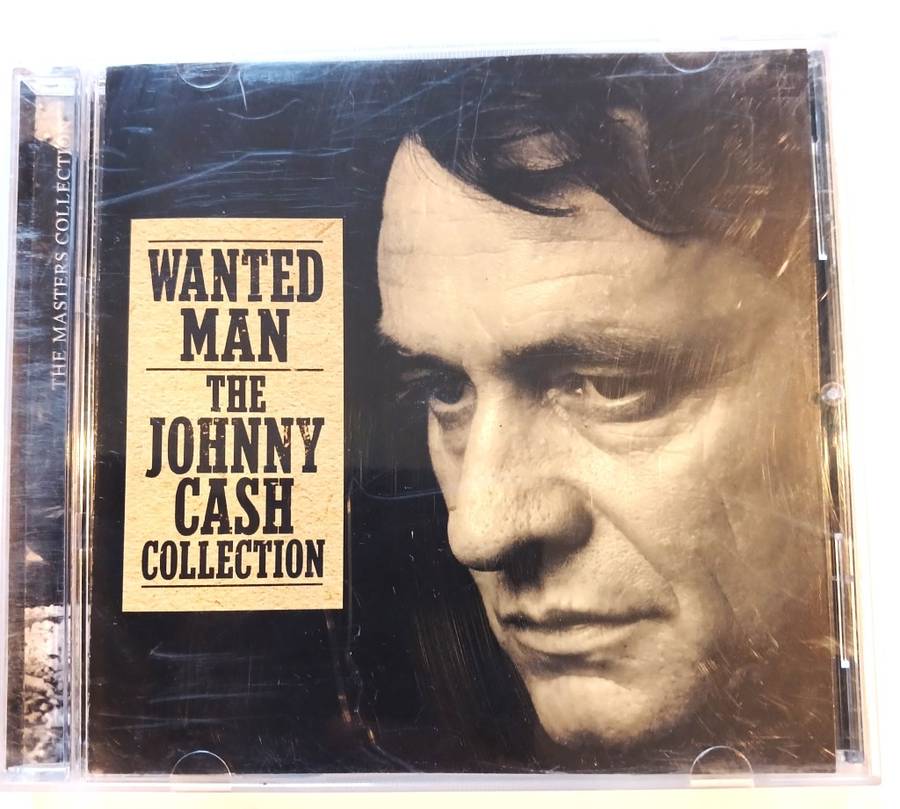 THE MASTERS COLLECTION
WANTED
MAN
THE
JOHNNY
CASH
COLLECTION